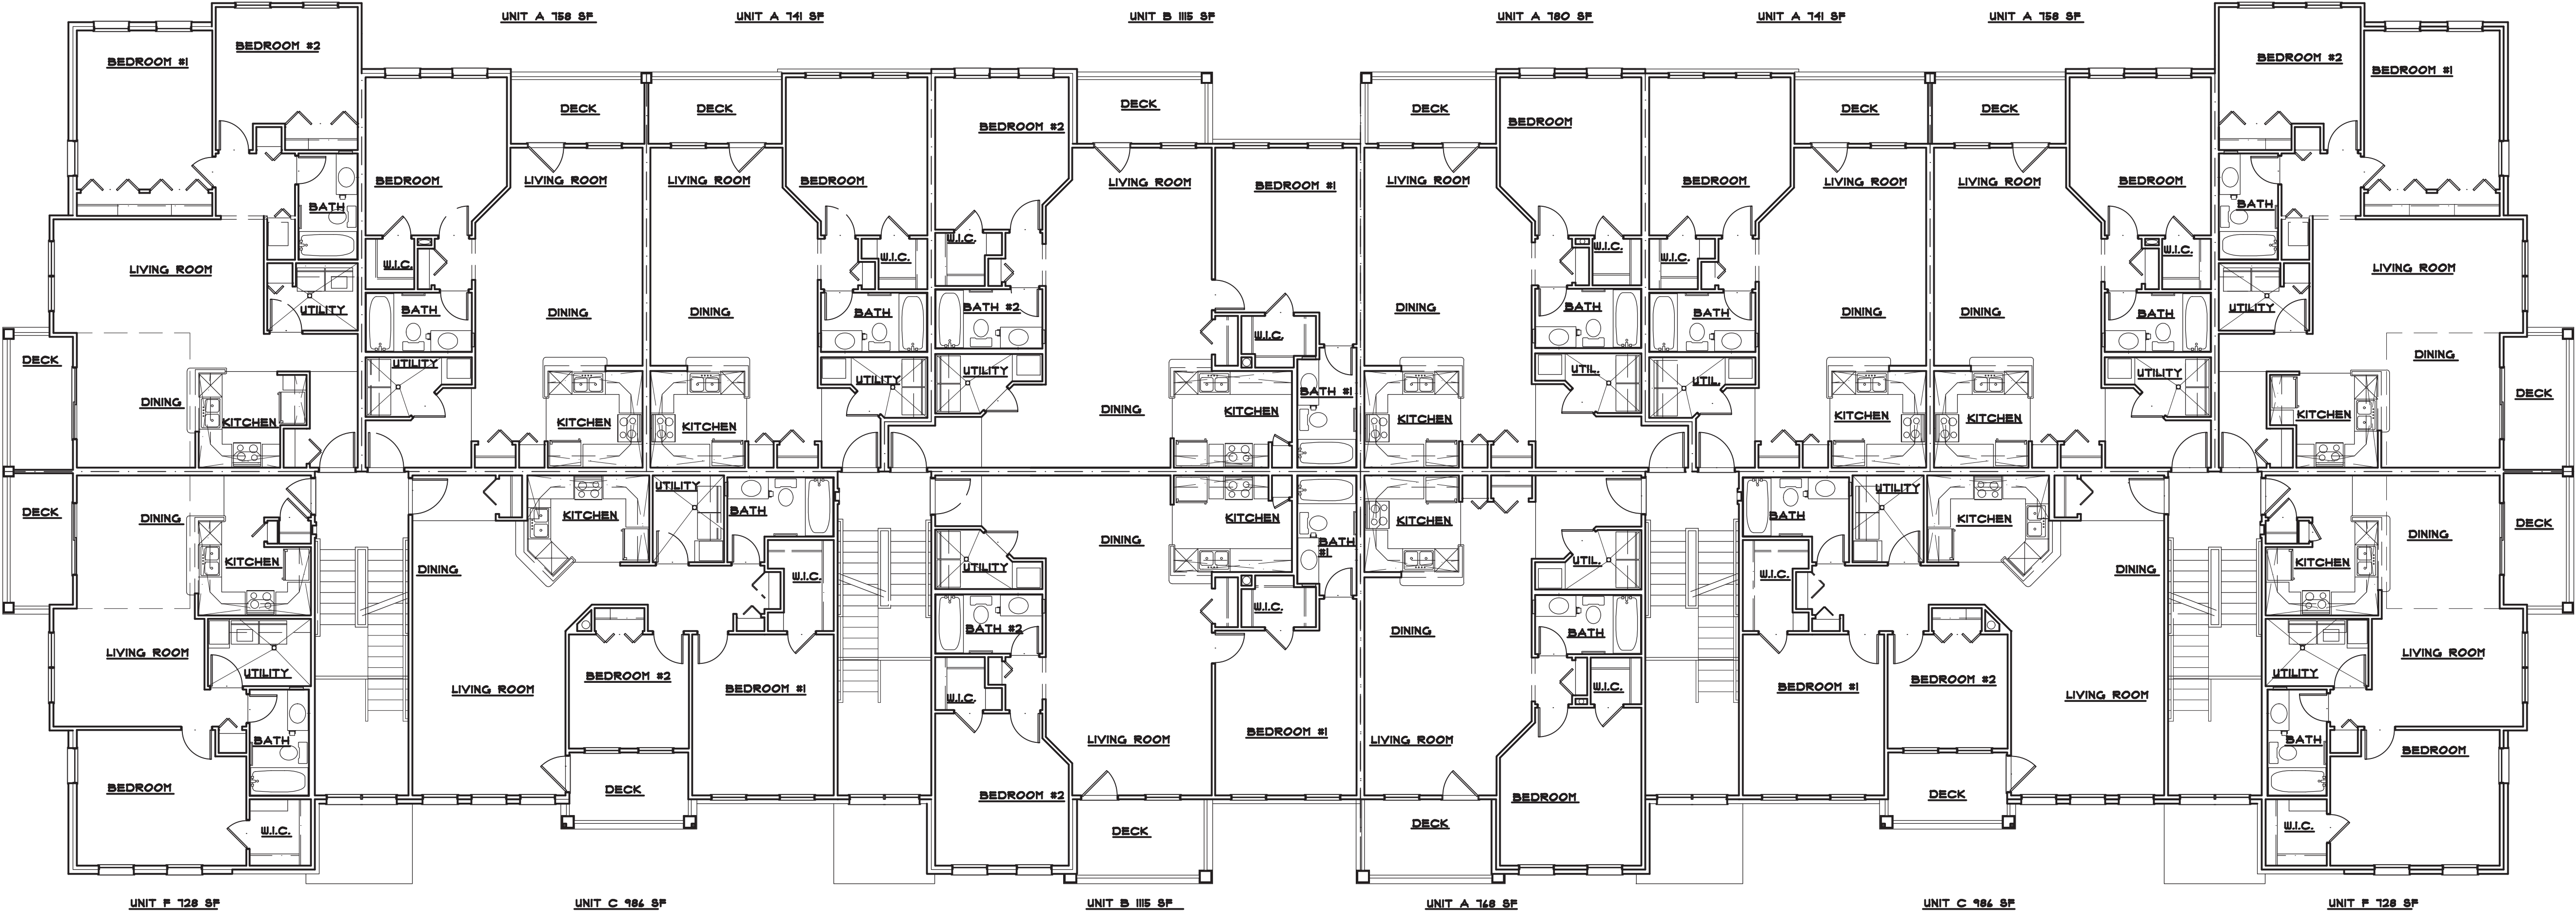 UNIT A 758 SF
UNIT A 741 SF
UNIT B 1115 SF
UNIT A 780 SF
UNIT A 741 SF
UNIT A 758 SF
BEDROOM #1
BEDROOM #2
DECK
DECK
BEDROOM #2
DECK
DECK
BEDROOM
DECK
DECK
BEDROOM #2
BEDROOM #1
BEDROOM
LIVING ROOM
LIVING ROOM
BEDROOM
LIVING ROOM
BEDROOM #1
LIVING ROOM
BEDROOM
LIVING ROOM
LIVING ROOM
BEDROOM
BATH
BATH
LIVING ROOM
W.I.C.
W.I.C.
W.I.C.
W.I.C.
W.I.C.
W.I.C.
LIVING ROOM
UTILITY
BATH
DINING
DINING
BATH
BATH #2
W.I.C.
DINING
BATH
BATH
DINING
DINING
BATH
UTILITY
DECK
UTILITY
UTILITY
UTILITY
BATH #1
UTIL.
UTIL.
UTILITY
DINING
DECK
DINING
KITCHEN
KITCHEN
KITCHEN
DINING
KITCHEN
KITCHEN
KITCHEN
KITCHEN
KITCHEN
DECK
DINING
KITCHEN
DINING
KITCHEN
UTILITY
BATH
UTILITY
DINING
KITCHEN
BATH
#1
KITCHEN
UTIL.
BATH
UTILITY
KITCHEN
DINING
DINING
KITCHEN
DECK
LIVING ROOM
UTILITY
W.I.C.
BATH #2
W.I.C.
DINING
BATH
W.I.C.
LIVING ROOM
UTILITY
LIVING ROOM
BEDROOM #2
BEDROOM #1
W.I.C.
W.I.C.
BEDROOM #1
BEDROOM #2
LIVING ROOM
BATH
LIVING ROOM
BEDROOM #1
LIVING ROOM
BATH
BEDROOM
BEDROOM
DECK
BEDROOM #2
BEDROOM
DECK
W.I.C.
DECK
DECK
W.I.C.
UNIT F 728 SF
UNIT C 986 SF
UNIT B 1115 SF
UNIT A 768 SF
UNIT C 986 SF
UNIT F 728 SF